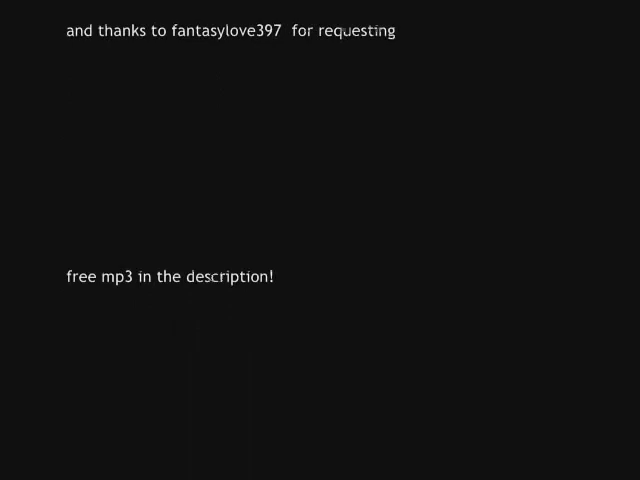 and thanks to fantasylove397  for requesting
free mp3 in the description!